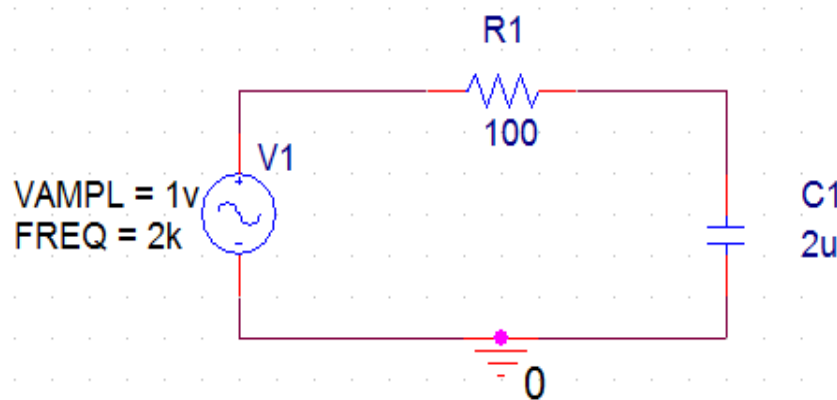 R1
100
V1
VAMPL = 1v
FREQ = 2k
C1
2u
0